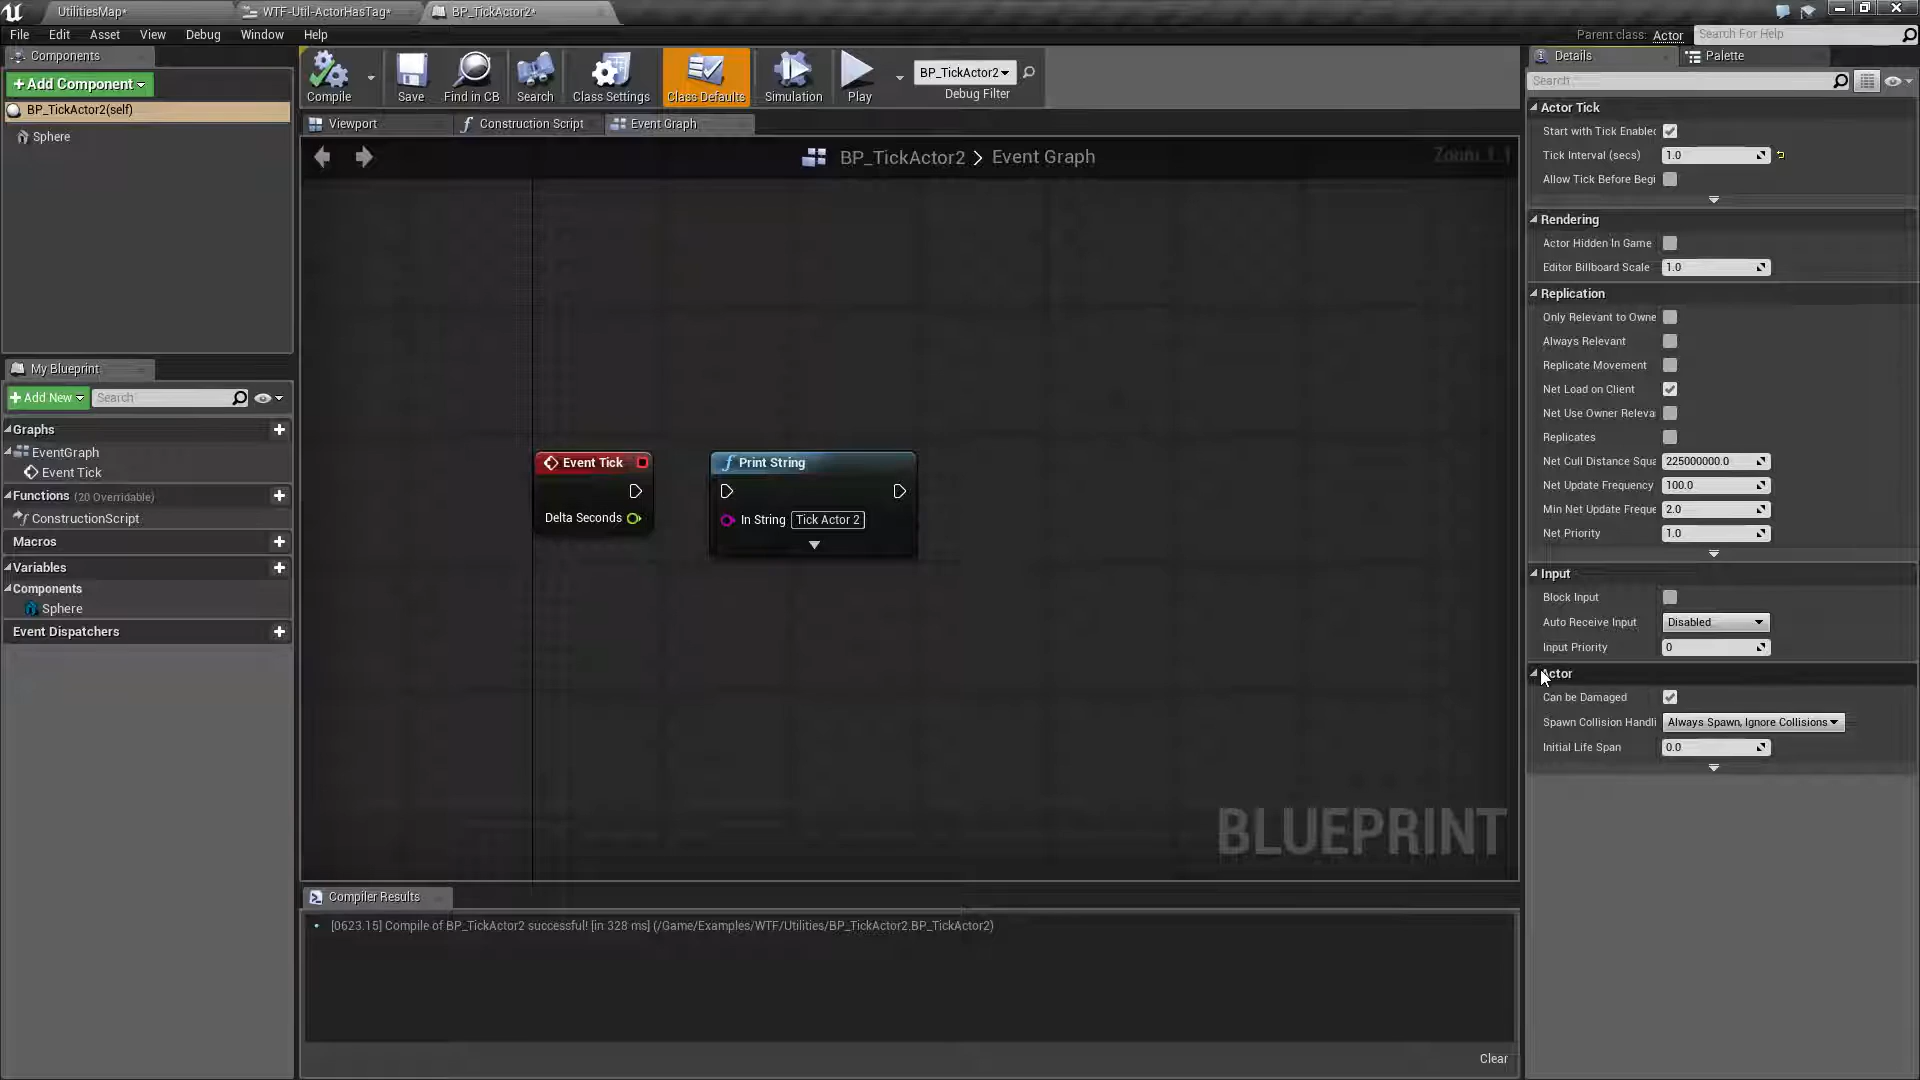 UtilitiesMap*
WTF-Util-ActorHasTag*
BP_TickActor2*
File Edit Asset View Debug Window Help
Parent class: Actor
Search For Help
Components
+ Add Component
BP_TickActor2(self)
Sphere
Compile
Save
Find in CB
Search
Class Settings
Class Defaults
Simulation
Play
BP_TickActor2
Debug Filter
Viewport
Construction Script
Event Graph
BP_TickActor2 > Event Graph
Zoom 1:1
Event Tick
Delta Seconds
Print String
In String Tick Actor 2
BLUEPRINT
My Blueprint
+ Add New
Search
Graphs
EventGraph
Event Tick
Functions (20 Overridable)
ConstructionScript
Macros
Variables
Components
Sphere
Event Dispatchers
Compiler Results
[0623.15] Compile of BP_TickActor2 successful! [in 328 ms] (/Game/Examples/WTF/Utilities/BP_TickActor2.BP_TickActor2)
Clear
Details
Palette
Search
Actor Tick
Start with Tick Enabled
Tick Interval (secs) 1.0
Allow Tick Before Begi
Rendering
Actor Hidden In Game
Editor Billboard Scale 1.0
Replication
Only Relevant to Owne
Always Relevant
Replicate Movement
Net Load on Client
Net Use Owner Releva
Replicates
Net Cull Distance Squa 225000000.0
Net Update Frequency 100.0
Min Net Update Freque 2.0
Net Priority 1.0
Input
Block Input
Auto Receive Input Disabled
Input Priority 0
Actor
Can be Damaged
Spawn Collision Handli Always Spawn, Ignore Collisions
Initial Life Span 0.0